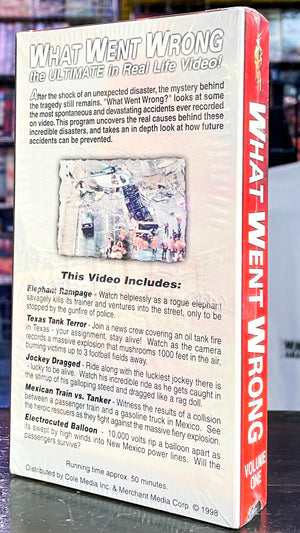 WHAT WENT WRONG
the ULTIMATE in Real Life Video!
After the shock of an unexpected disaster, the mystery behind
the tragedy still remains. "What Went Wrong?" looks at some
the most spontaneous and devastating accidents ever recorded
on video. This program uncovers the real causes behind these
incredible disasters, and takes an in depth look at how future
accidents can be prevented.
This Video Includes:
Elephant Rampage - Watch helplessly as a rogue elephant
savagely kills its trainer and ventures into the street, only to be
stopped by the gunfire of police.
Texas Tank Terror - Join a news crew covering an oil tank fire
in Texas - your assignment, stay alive! Watch as the camera
records a massive explosion that mushrooms 1000 feet in the air,
burning victims up to 3 football fields away.
Jockey Dragged - Ride along with the luckiest jockey there is
- lucky to be alive. Watch his incredible ride as he gets caught in
the stirrup of his galloping steed and dragged like a rag doll.
Mexican Train vs. Tanker - Witness the results of a collision
between a passenger train and a gasoline truck in Mexico. See
the heroic rescuers as they fight against the massive fiery explosion.
Electrocuted Balloon - 10,000 volts rip a balloon apart as
its swept by high winds into New Mexico power lines. Will the
passengers survive?
Running time approx. 50 minutes.
Distributed by Cole Media Inc. & Merchant Media Corp. © 1998
WHAT WENT WRONG
VOLUME
ONE